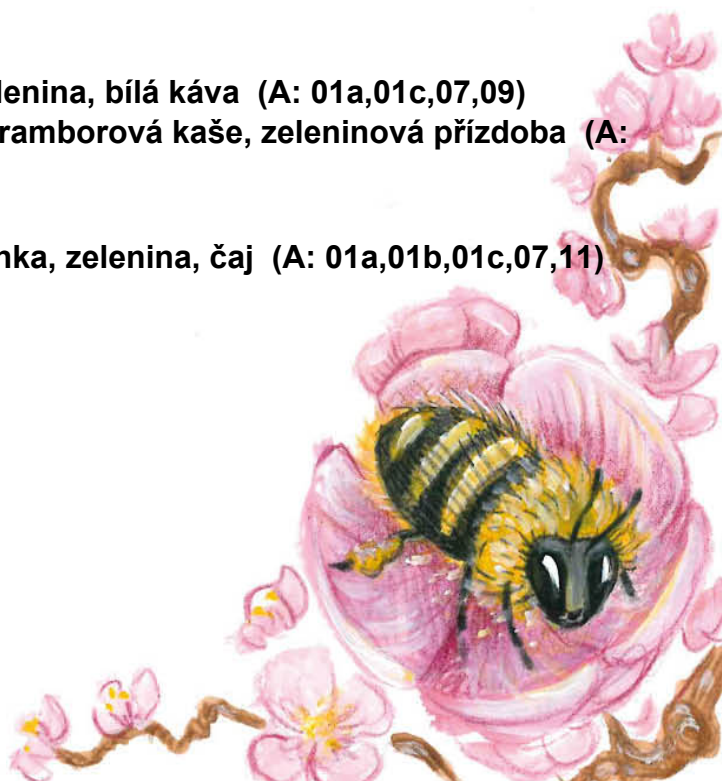 lenina, bílá káva (A: 01a,01c,07,09)
ramborová kaše, zeleninová přízdoba (A:
nka, zelenina, čaj (A: 01a,01b,01c,07,11)